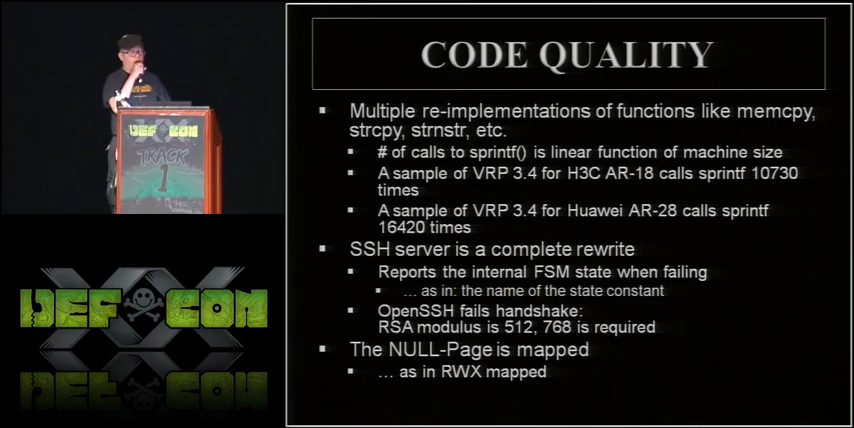 CODE QUALITY
Multiple re-implementations of functions like memcpy,
strcpy, strnstr, etc.
# of calls to sprintf() is linear function of machine size
A sample of VRP 3.4 for H3C AR-18 calls sprintf 10730
times
A sample of VRP 3.4 for Huawei AR-28 calls sprintf
16420 times
SSH server is a complete rewrite
Reports the internal FSM state when failing
… as in: the name of the state constant
OpenSSH fails handshake:
RSA modulus is 512, 768 is required
The NULL-Page is mapped
… as in RWX mapped
DEF CON
TRACK
1
XX
DEF CON